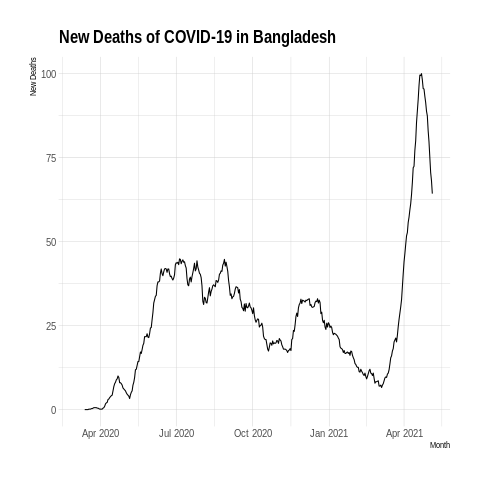 New Deaths of COVID-19 in Bangladesh
New Deaths
100
75
50
25
0
Apr 2020 Jul 2020 Oct 2020 Jan 2021 Apr 2021
Month